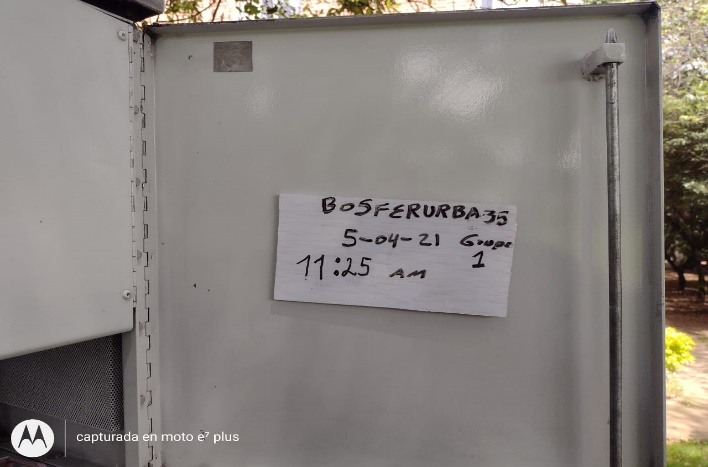 BOSFERURBA35
5-04-21 Grupo
11:25 AM 1
capturada en moto e⁷ plus